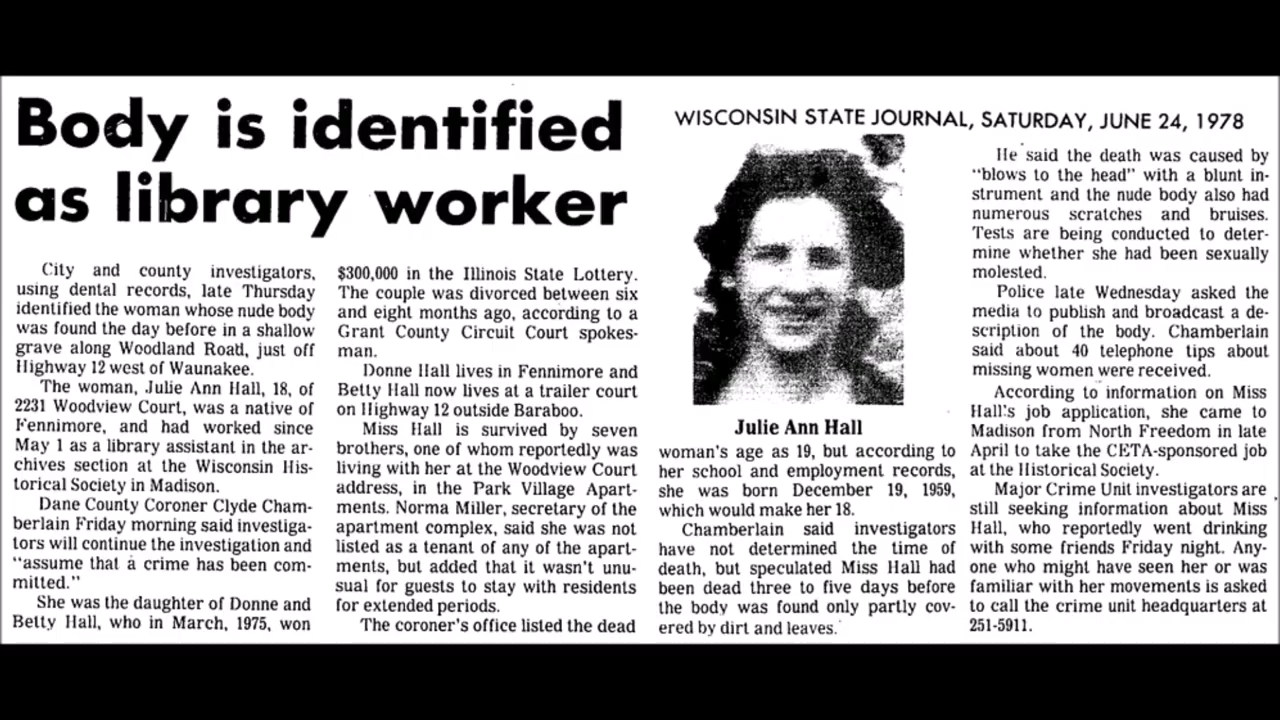 Body is identified
as library worker
City and county investigators,
using dental records, late Thursday
identified the woman whose nude body
was found the day before in a shallow
grave along Woodland Road, just off
Highway 12 west of Waunakee.
The woman, Julie Ann Hall, 18, of
2231 Woodview Court, was a native of
Fennimore, and had worked since
May 1 as a library assistant in the ar-
chives section at the Wisconsin His-
torical Society in Madison.
Dane County Coroner Clyde Cham-
berlain Friday morning said investiga-
tors will continue the investigation and
"assume that a crime has been com-
mitted."
She was the daughter of Donne and
Betty Hall, who in March, 1975, won
$300,000 in the Illinois State Lottery.
The couple was divorced between six
and eight months ago, according to a
Grant County Circuit Court spokes-
man.
Donne Hall lives in Fennimore and
Betty Hall now lives at a trailer court
on Highway 12 outside Baraboo.
Miss Hall is survived by seven
brothers, one of whom reportedly was
living with her at the Woodview Court
address, in the Park Village Apart-
ments. Norma Miller, secretary of the
apartment complex, said she was not
listed as a tenant of any of the apart-
ments, but added that it wasn't unu-
sual for guests to stay with residents
for extended periods.
The coroner's office listed the dead
WISCONSIN STATE JOURNAL, SATURDAY, JUNE 24, 1978
Julie Ann Hall
woman's age as 19, but according to
her school and employment records,
she was born December 19, 1959,
which would make her 18.
Chamberlain said investigators
have not determined the time of
death, but speculated Miss Hall had
been dead three to five days before
the body was found only partly cov-
ered by dirt and leaves.
He said the death was caused by
"blows to the head" with a blunt in-
strument and the nude body also had
numerous scratches and bruises.
Tests are being conducted to deter-
mine whether she had been sexually
molested.
Police late Wednesday asked the
media to publish and broadcast a de-
scription of the body. Chamberlain
said about 40 telephone tips about
missing women were received.
According to information on Miss
Hall's job application, she came to
Madison from North Freedom in late
April to take the CETA-sponsored job
at the Historical Society.
Major Crime Unit investigators are
still seeking information about Miss
Hall, who reportedly went drinking
with some friends Friday night. Any-
one who might have seen her or was
familiar with her movements is asked
to call the crime unit headquarters at
251-5911.